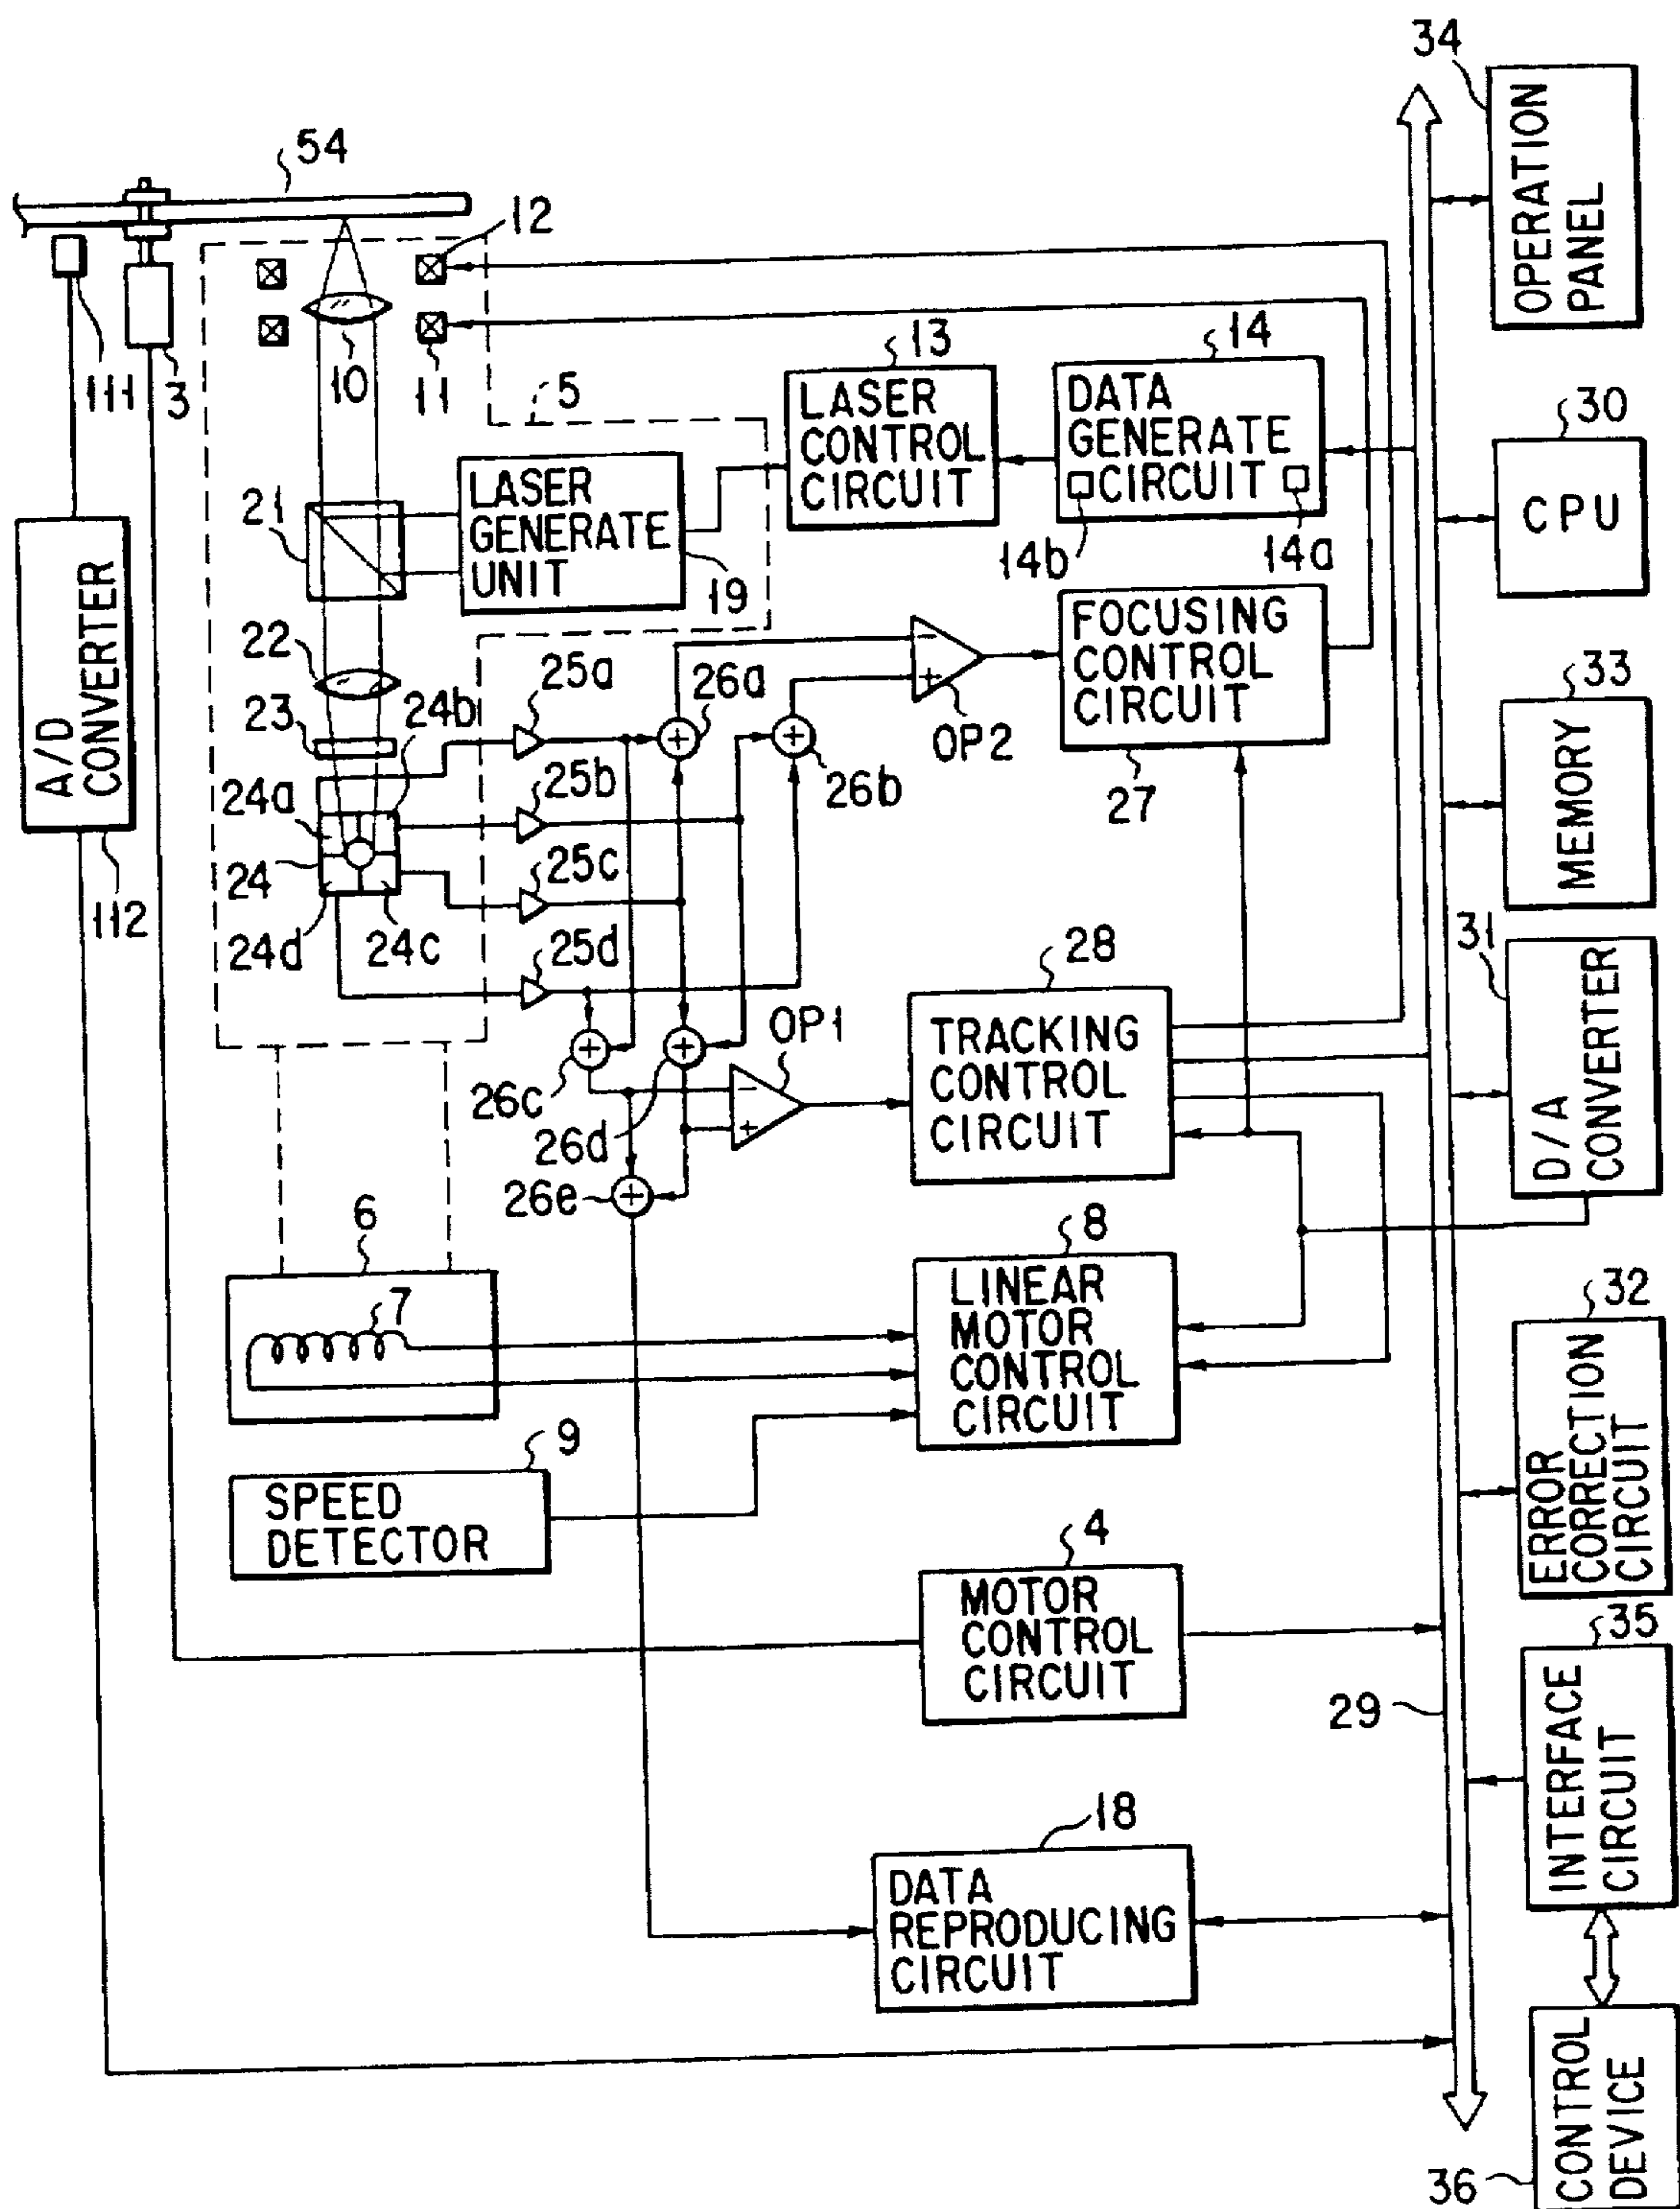 34
OPERATION
PANEL
54
12
111
3
10
11
5
13
LASER
CONTROL
CIRCUIT
14
DATA
GENERATE
CIRCUIT
14b
14a
30
CPU
21
LASER
GENERATE
UNIT
19
A/D
CONVERTER
112
22
23
24b
24a
24
24d
24c
25a
25b
25c
25d
26a
26b
OP2
FOCUSING
CONTROL
CIRCUIT
27
33
MEMORY
31
D/A
CONVERTER
28
TRACKING
CONTROL
CIRCUIT
OP1
26c
26d
26e
6
7
8
LINEAR
MOTOR
CONTROL
CIRCUIT
32
ERROR
CORRECTION
CIRCUIT
9
SPEED
DETECTOR
4
MOTOR
CONTROL
CIRCUIT
29
35
INTERFACE
CIRCUIT
18
DATA
REPRODUCING
CIRCUIT
36
CONTROL
DEVICE